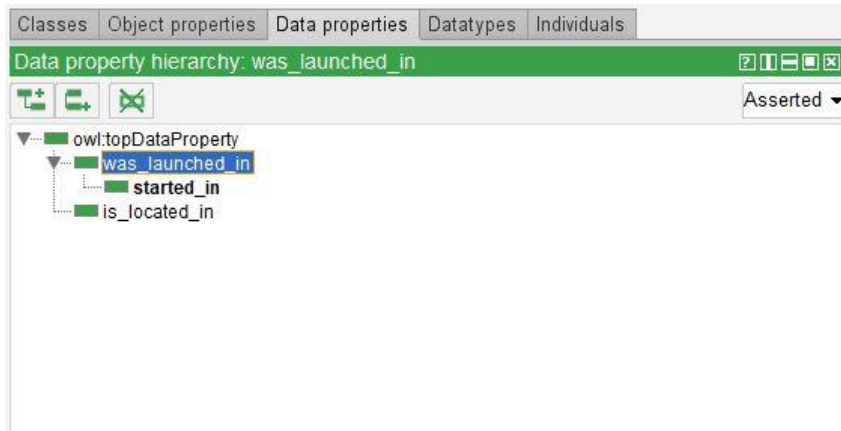 Classes Object properties Data properties Datatypes Individuals
Data property hierarchy: was_launched_in
Asserted
owl:topDataProperty
was_launched_in
started_in
is_located_in